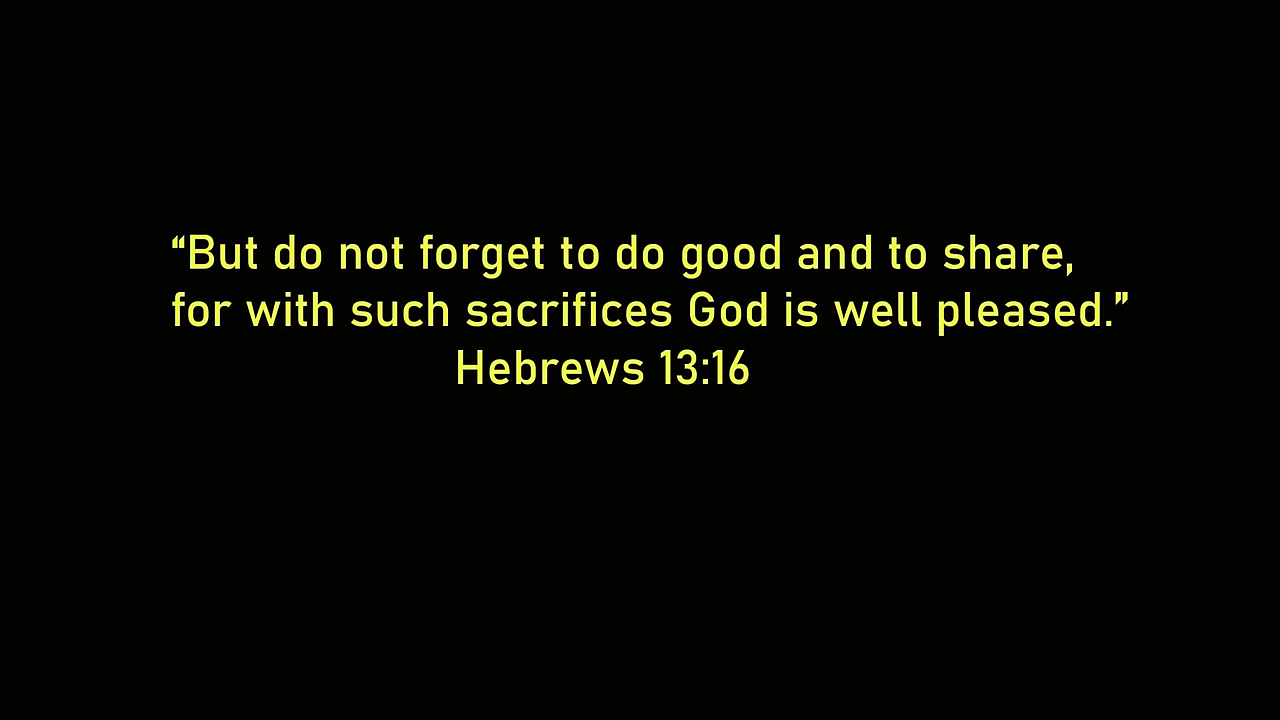 “But do not forget to do good and to share,
for with such sacrifices God is well pleased.”
Hebrews 13:16